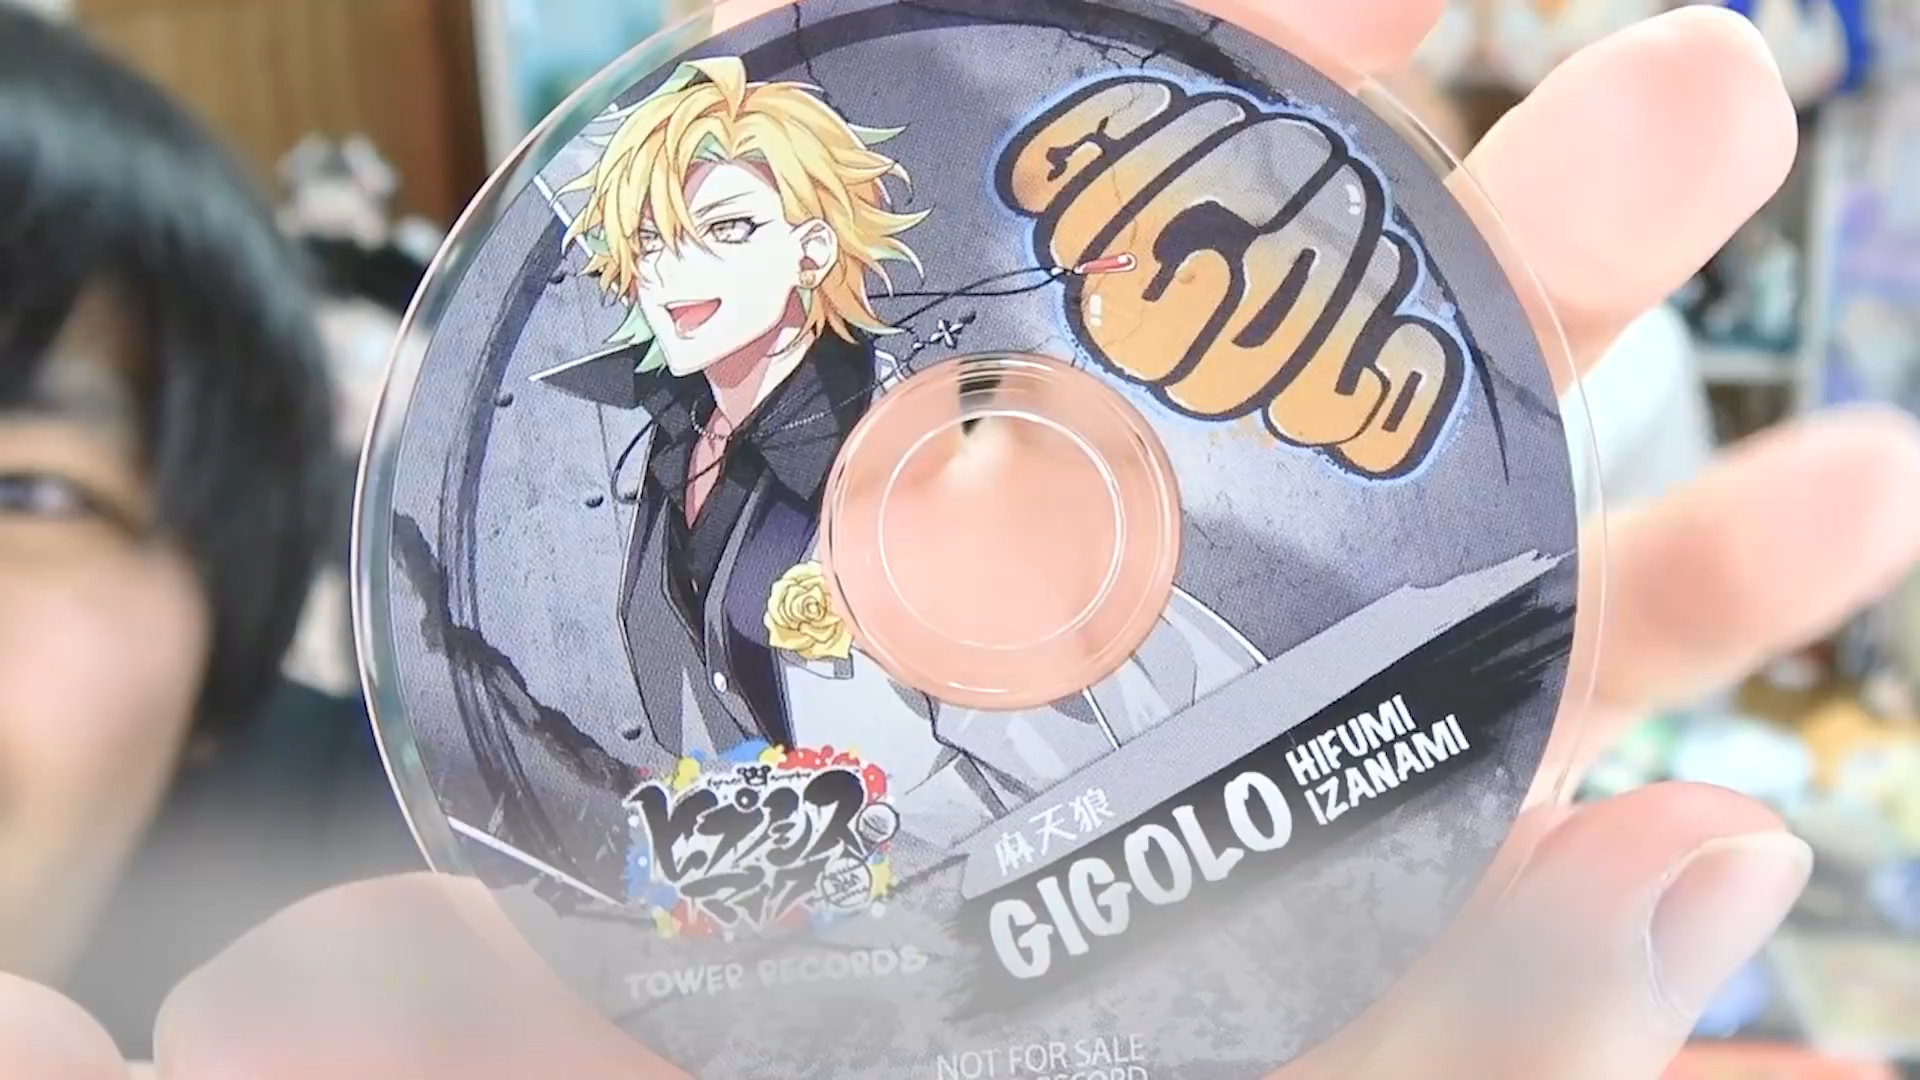 GIGOLO
麻天狼
GIGOLO
HIFUMI
IZANAMI
ヒプノシス
マイク
TOWER RECORDS
NOT FOR SALE
RECORD